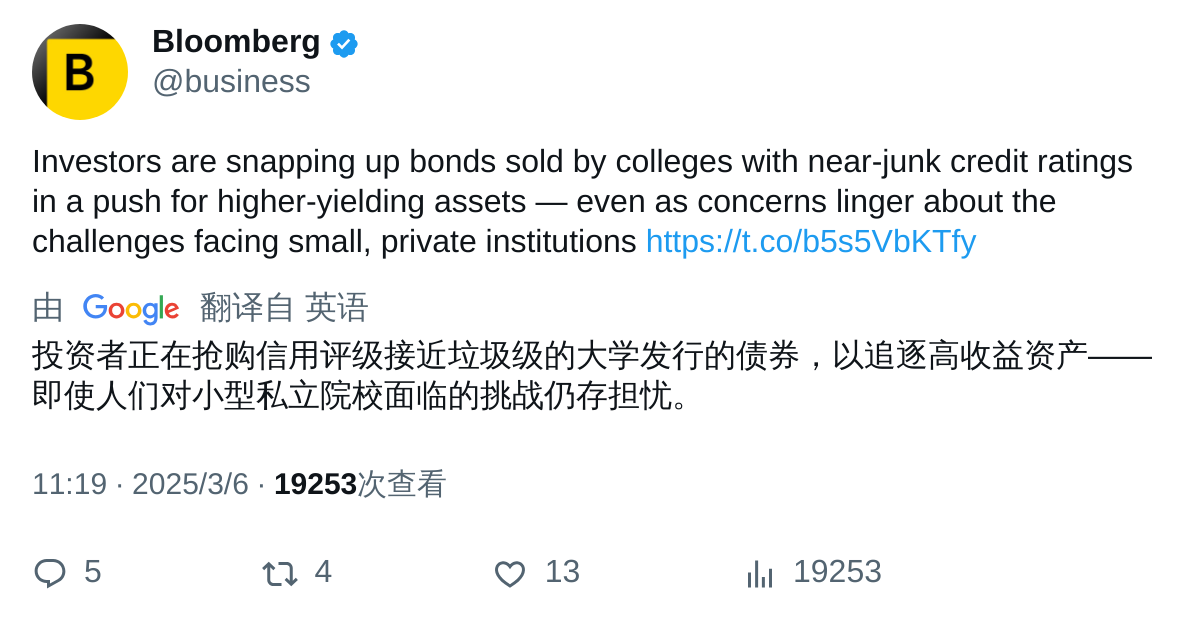 Bloomberg
@business
B
Investors are snapping up bonds sold by colleges with near-junk credit ratings
in a push for higher-yielding assets — even as concerns linger about the
challenges facing small, private institutions https://t.co/b5s5VbKTfy
由 Google 翻译自 英语
投资者正在抢购信用评级接近垃圾级的大学发行的债券，以追逐高收益资产——
即使人们对小型私立院校面临的挑战仍存担忧。
11:19 · 2025/3/6 · 19253次查看
5 4 13 19253